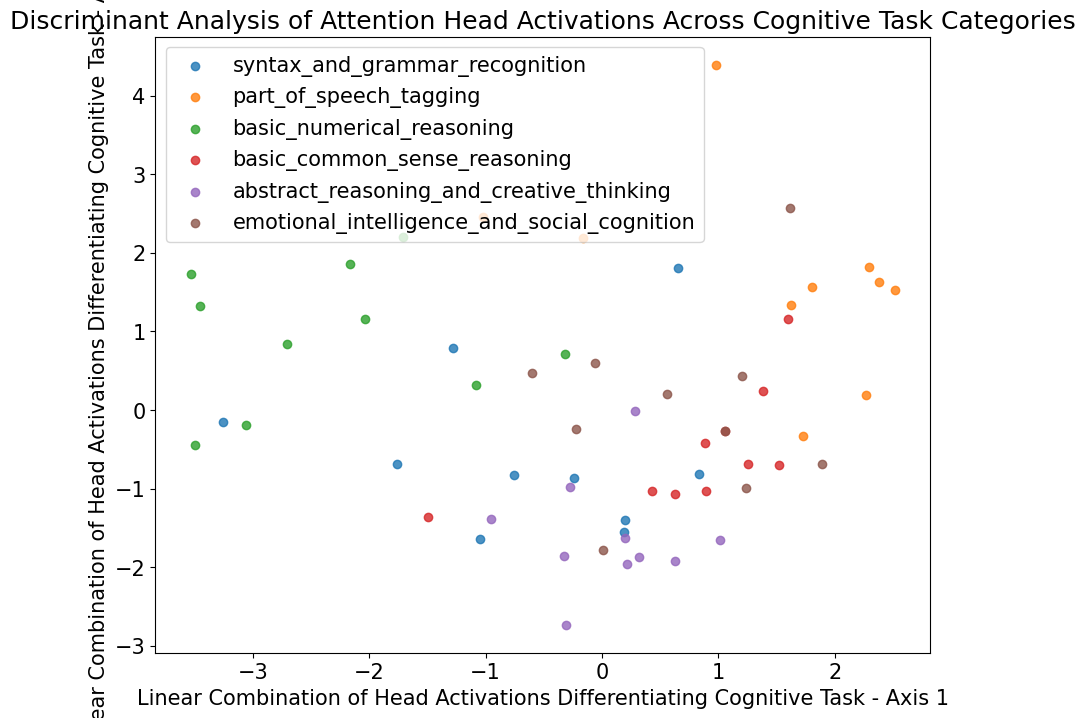 Discriminant Analysis of Attention Head Activations Across Cognitive Task Categories
syntax_and_grammar_recognition
part_of_speech_tagging
basic_numerical_reasoning
basic_common_sense_reasoning
abstract_reasoning_and_creative_thinking
emotional_intelligence_and_social_cognition
Combination of Head Activations Differentiating Cognitive Task -
4
3
2
1
0
−1
−2
−3
−3
−2
−1
0
1
2
Linear Combination of Head Activations Differentiating Cognitive Task - Axis 1